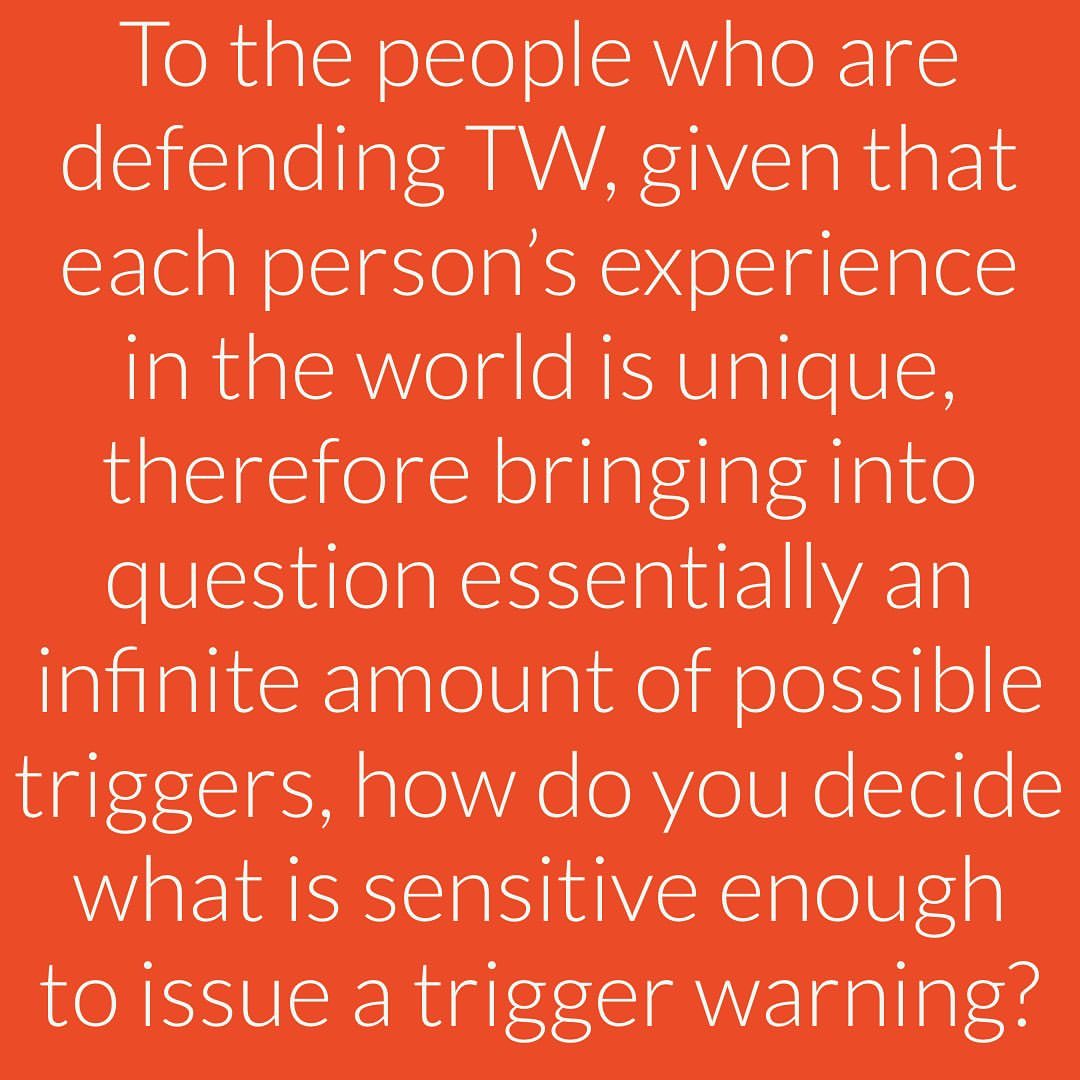 To the people who are
defending TW, given that
each person’s experience
in the world is unique,
therefore bringing into
question essentially an
infinite amount of possible
triggers, how do you decide
what is sensitive enough
to issue a trigger warning?